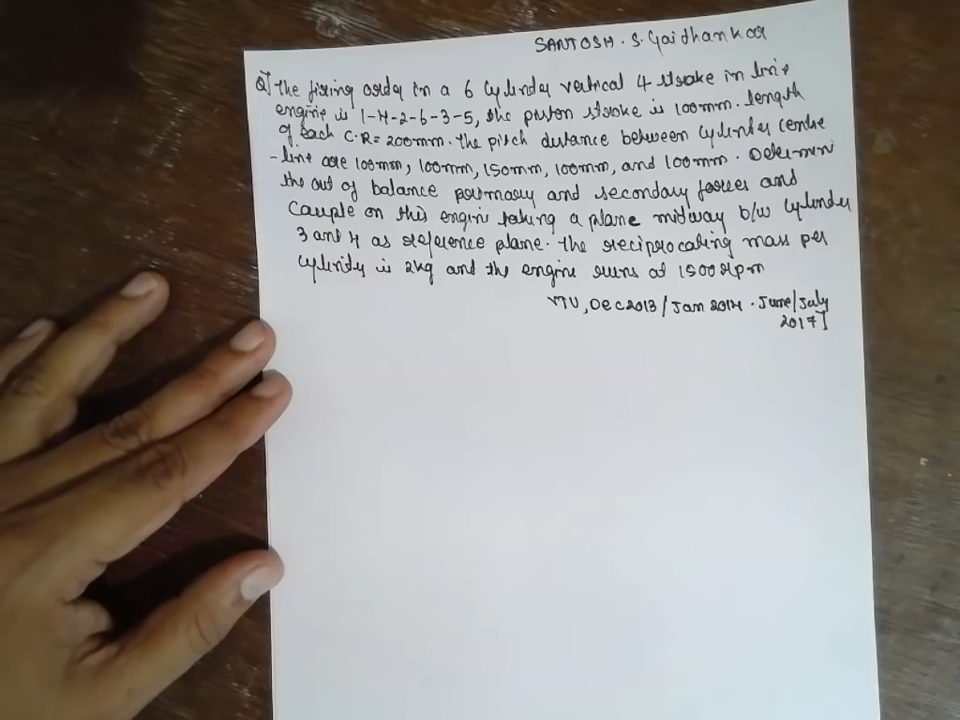 SANTOSH. S. Gaidhankar
Q] The firing order in a 6 cylinder vertical 4 stroke in line
engine is 1-4-2-6-3-5, the piston stroke is 100mm. length
of each C.R = 200mm. the pitch distance between cylinder centre
-line are 100mm, 100mm, 150mm, 100mm, and 100mm. Determini
the out of balance primary and secondary forces and
Couple on this engine taking a plane midway b/w cylinder
3 and 4 as reference plane. the reciprocating mass per
cylinder is 2kg and the engine runs at 1500 rpm
VTU, Dec 2013 / Jan 2014 . June/July
2017]